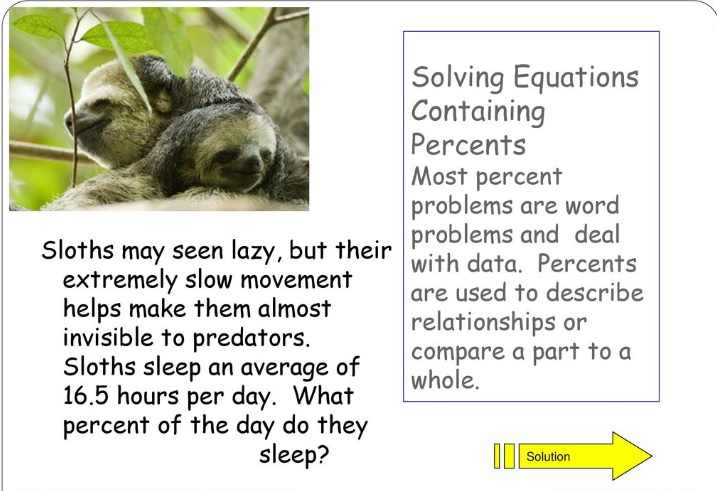 Solving Equations
Containing
Percents
Most percent
problems are word
problems and deal
with data. Percents
are used to describe
relationships or
compare a part to a
whole.
Sloths may seen lazy, but their
extremely slow movement
helps make them almost
invisible to predators.
Sloths sleep an average of
16.5 hours per day. What
percent of the day do they
sleep?
Solution